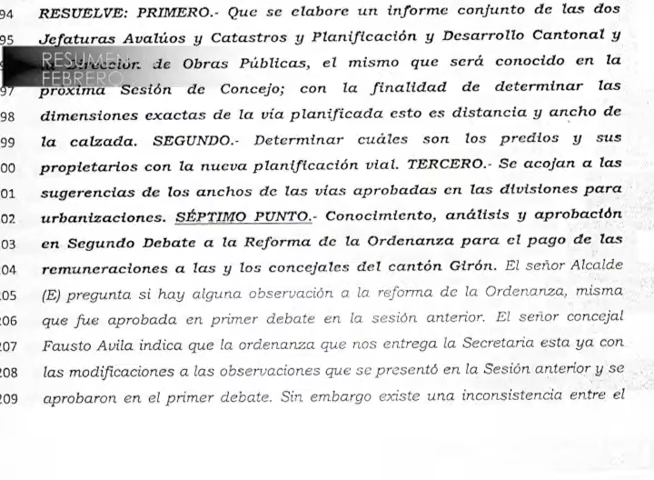 94 RESUELVE: PRIMERO.- Que se elabore un informe conjunto de las dos
95 Jefaturas Avalúos y Catastros y Planificación y Desarrollo Cantonal y
RESUMEN
la Dirección de Obras Públicas, el mismo que será conocido en la
FEBRERO
97 próxima Sesión de Concejo; con la finalidad de determinar las
98 dimensiones exactas de la vía planificada esto es distancia y ancho de
99 la calzada. SEGUNDO.- Determinar cuáles son los predios y sus
00 propietarios con la nueva planificación vial. TERCERO.- Se acojan a las
01 sugerencias de los anchos de las vías aprobadas en las divisiones para
02 urbanizaciones. SÉPTIMO PUNTO.- Conocimiento, análisis y aprobación
03 en Segundo Debate a la Reforma de la Ordenanza para el pago de las
04 remuneraciones a las y los concejales del cantón Girón. El señor Alcalde
05 (E) pregunta si hay alguna observación a la reforma de la Ordenanza, misma
206 que fue aprobada en primer debate en la sesión anterior. El señor concejal
207 Fausto Avila indica que la ordenanza que nos entrega la Secretaria esta ya con
208 las modificaciones a las observaciones que se presentó en la Sesión anterior y se
209 aprobaron en el primer debate. Sin embargo existe una inconsistencia entre el